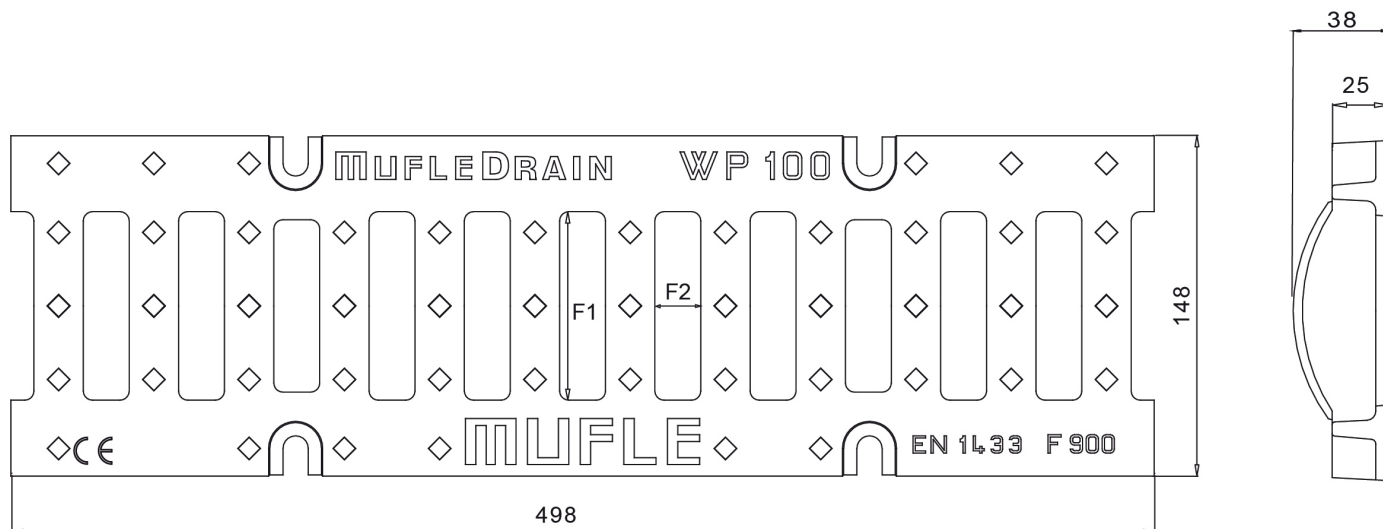 38
25
MUFLEDRAIN WP 100
F1 F2
148
MUFLE
CE EN 1433 F 900
498